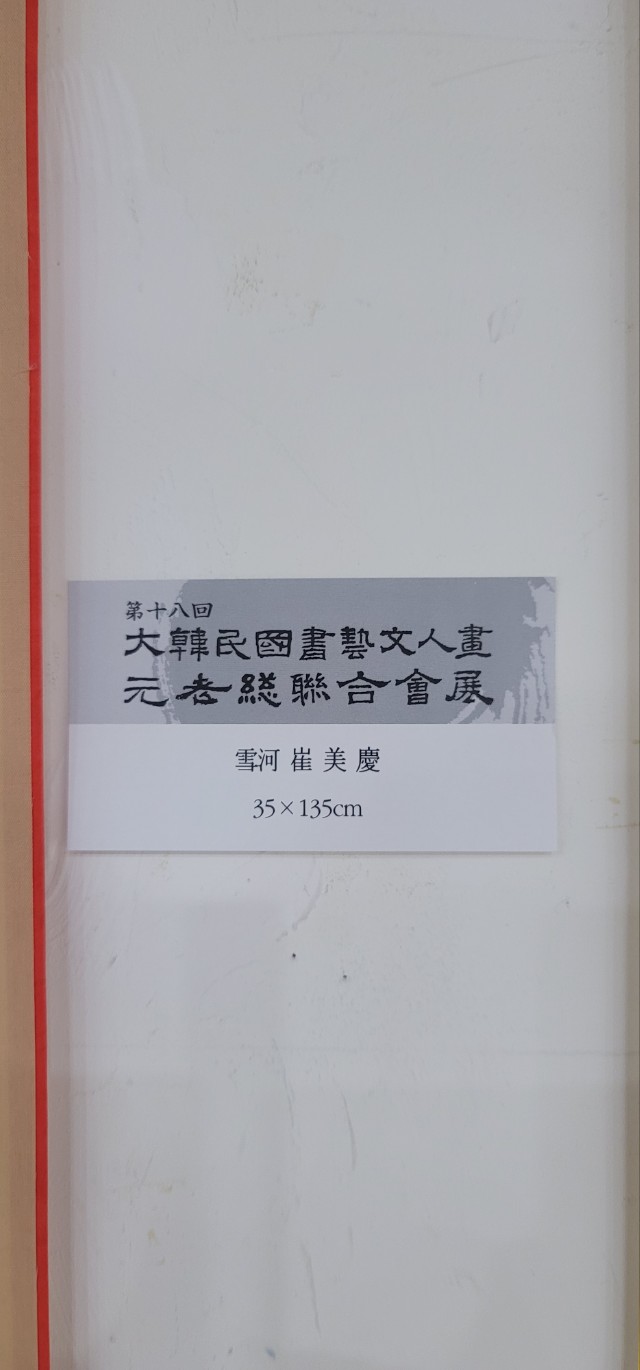 第十八回
大韓民國書藝文人畫
元老総聯合會展
雪河 崔 美 慶
35×135cm